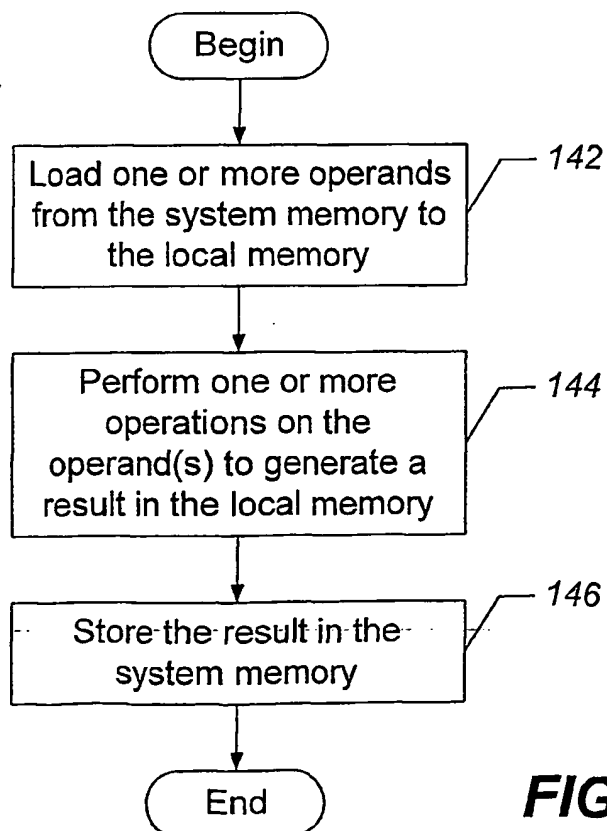 Begin
Load one or more operands
from the system memory to
the local memory
142
Perform one or more
operations on the
operand(s) to generate a
result in the local memory
144
Store the result in the
system memory
146
End
FIG